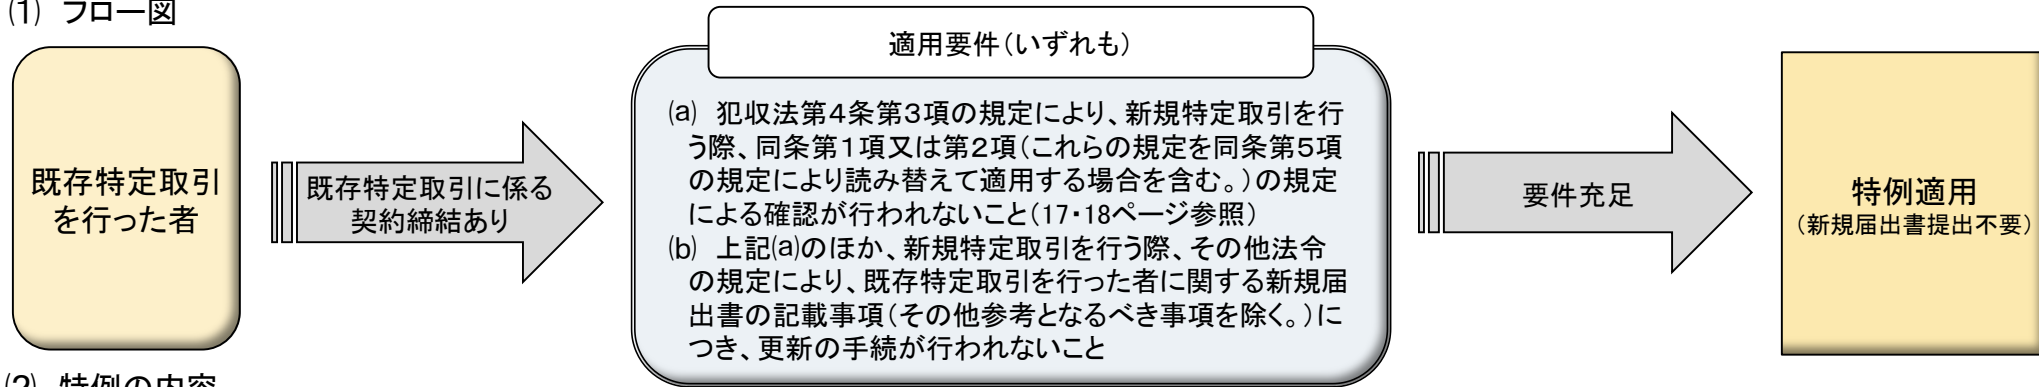 ⑴ フロー図
既存特定取引
を行った者
既存特定取引に係る
契約締結あり
適用要件(いずれも)
⒜ 犯収法第4条第3項の規定により、新規特定取引を行
う際、同条第1項又は第2項(これらの規定を同条第5項
の規定により読み替えて適用する場合を含む。)の規定
による確認が行われないこと(17・18ページ参照)
⒝ 上記⒜のほか、新規特定取引を行う際、その他法令
の規定により、既存特定取引を行った者に関する新規届
出書の記載事項(その他参考となるべき事項を除く。)に
つき、更新の手続が行われないこと
要件充足
特例適用
(新規届出書提出不要)
⑵ 特例の内容